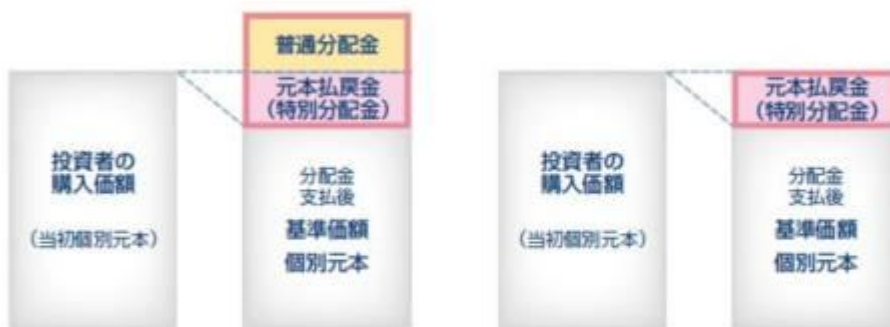 普通分配金
元本払戻金
(特別分配金)
投資者の
購入価額
(当初個別元本)
分配金
支払後
基準価額
個別元本
元本払戻金
(特別分配金)
投資者の
購入価額
(当初個別元本)
分配金
支払後
基準価額
個別元本